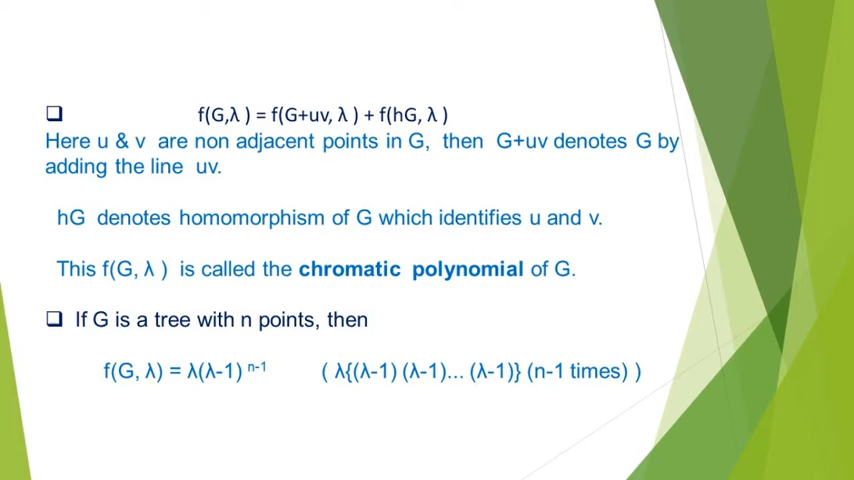 ❑ f(G,λ ) = f(G+uv, λ ) + f(hG, λ )
Here u & v are non adjacent points in G, then G+uv denotes G by
adding the line uv.
hG denotes homomorphism of G which identifies u and v.
This f(G, λ ) is called the chromatic polynomial of G.
❑ If G is a tree with n points, then
f(G, λ) = λ(λ-1) ⁿ⁻¹ ( λ{(λ-1) (λ-1)... (λ-1)} (n-1 times) )